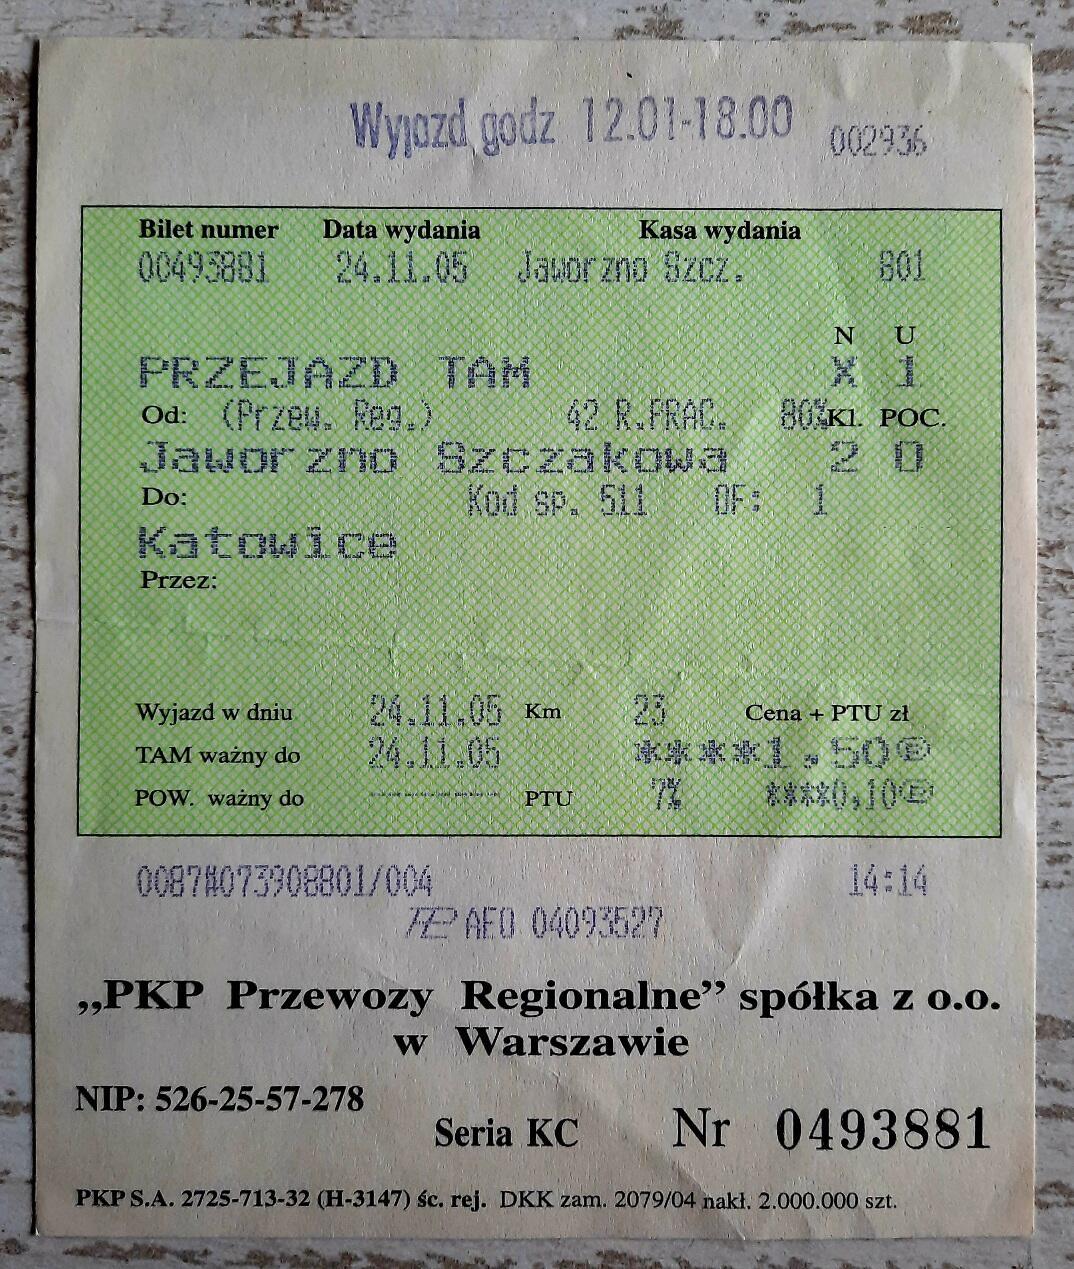 Wyjazd godz 12.01-18.00 002936
Bilet numer Data wydania Kasa wydania
00493881 24.11.05 Jaworzno Szcz. 801
N U
PRZEJAZD TAM X 1
Od: (Przew. Reg.) 42 R.PRAC. 80% Kl. POC.
Jaworzno Szczakowa 2 0
Do: Kod sp. 511 OF: 1
Katowice
Przez:
Wyjazd w dniu 24.11.05 Km 23 Cena + PTU zł
TAM ważny do 24.11.05 ****1.50
POW. ważny do -------------- PTU 7% ****0,10
0087#073908801/004 14:14
AEO 04093527
„PKP Przewozy Regionalne” spółka z o.o.
w Warszawie
NIP: 526-25-57-278
Seria KC Nr 0493881
PKP S.A. 2725-713-32 (H-3147) śc. rej. DKK zam. 2079/04 nakł. 2.000.000 szt.